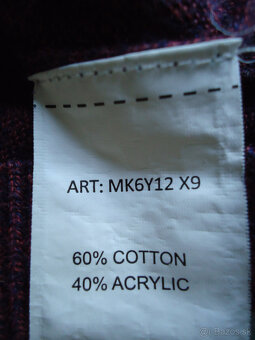 ART: MK6Y12 X9
60% COTTON
40% ACRYLIC